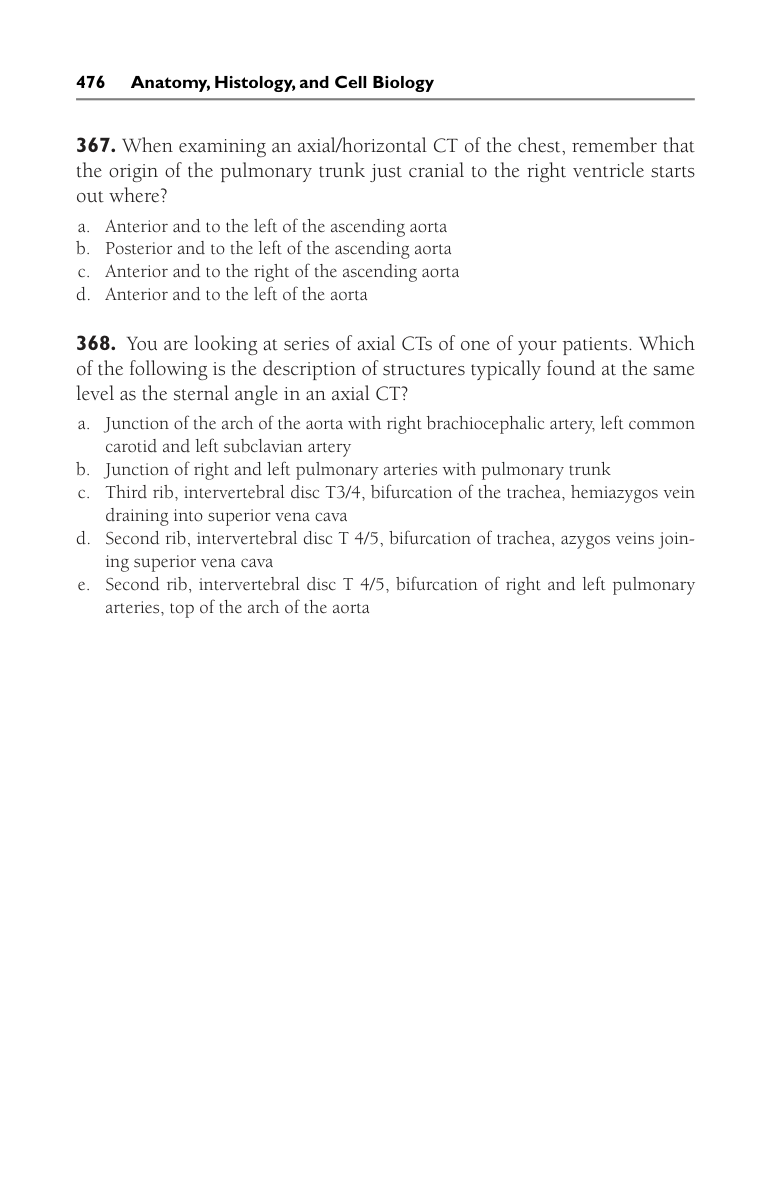 476 Anatomy, Histology, and Cell Biology
367. When examining an axial/horizontal CT of the chest, remember that
the origin of the pulmonary trunk just cranial to the right ventricle starts
out where?
a. Anterior and to the left of the ascending aorta
b. Posterior and to the left of the ascending aorta
c. Anterior and to the right of the ascending aorta
d. Anterior and to the left of the aorta
368. You are looking at series of axial CTs of one of your patients. Which
of the following is the description of structures typically found at the same
level as the sternal angle in an axial CT?
a. Junction of the arch of the aorta with right brachiocephalic artery, left common
carotid and left subclavian artery
b. Junction of right and left pulmonary arteries with pulmonary trunk
c. Third rib, intervertebral disc T3/4, bifurcation of the trachea, hemiazygos vein
draining into superior vena cava
d. Second rib, intervertebral disc T 4/5, bifurcation of trachea, azygos veins join-
ing superior vena cava
e. Second rib, intervertebral disc T 4/5, bifurcation of right and left pulmonary
arteries, top of the arch of the aorta